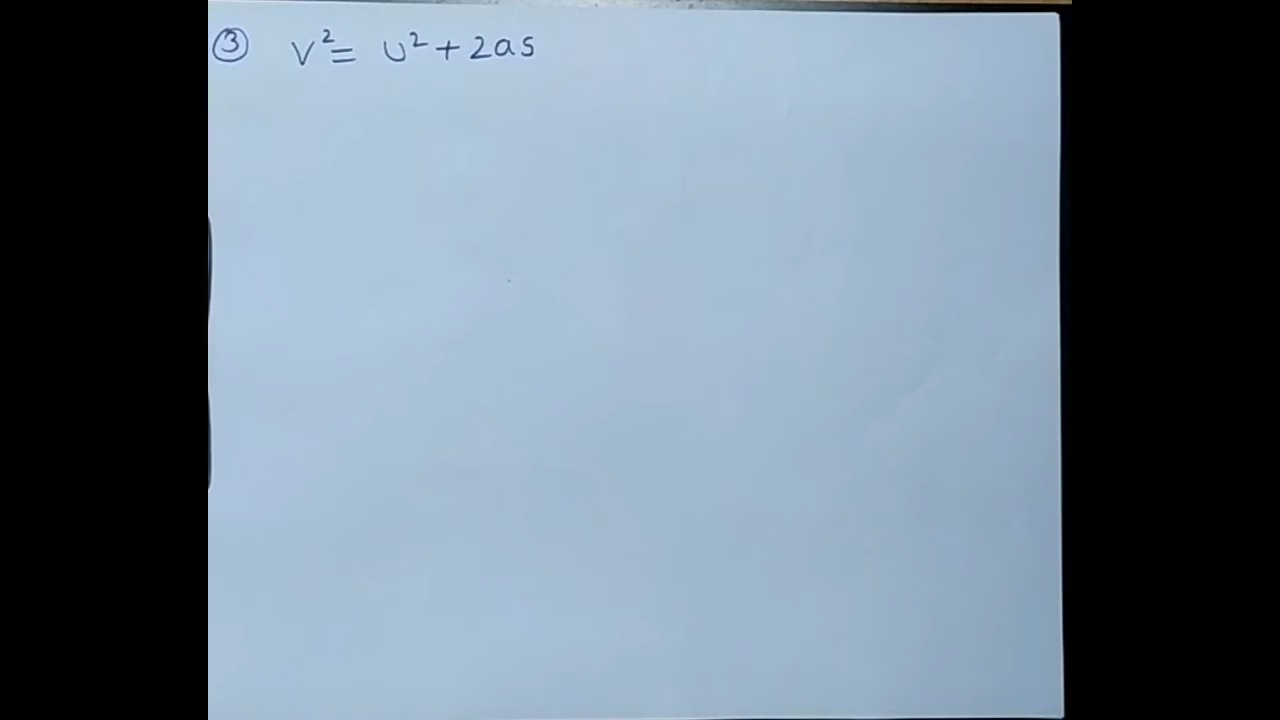 ③ v² = u² + 2as